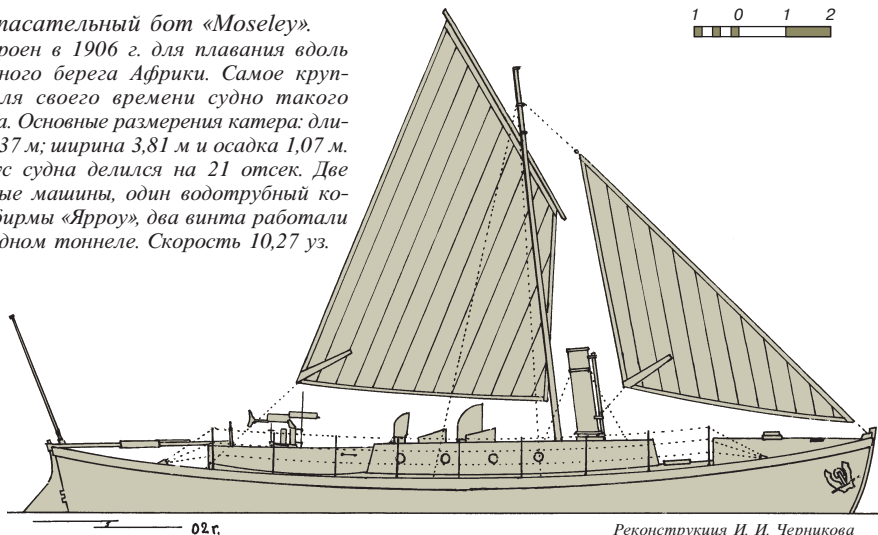 пасательный бот «Moseley».
роен в 1906 г. для плавания вдоль
ного берега Африки. Самое круп-
ля своего времени судно такого
а. Основные размерения катера: дли-
37 м; ширина 3,81 м и осадка 1,07 м.
ус судна делился на 21 отсек. Две
ые машины, один водотрубный ко-
фирмы «Ярроу», два винта работали
дном тоннеле. Скорость 10,27 уз.
1 0 1 2
02г.
Реконструкция И. И. Черникова